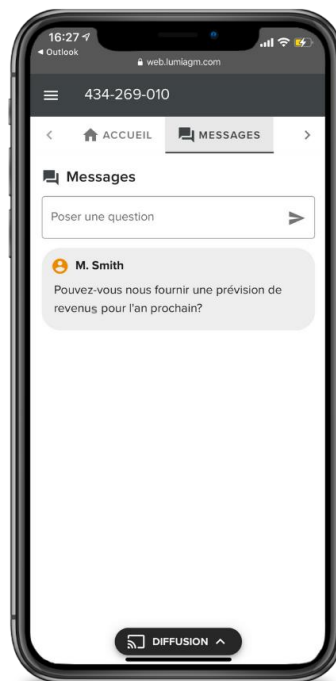 16:27
Outlook
web.lumiagm.com
434-269-010
ACCUEIL
MESSAGES
Messages
Poser une question
M. Smith
Pouvez-vous nous fournir une prévision de
revenus pour l'an prochain?
DIFFUSION